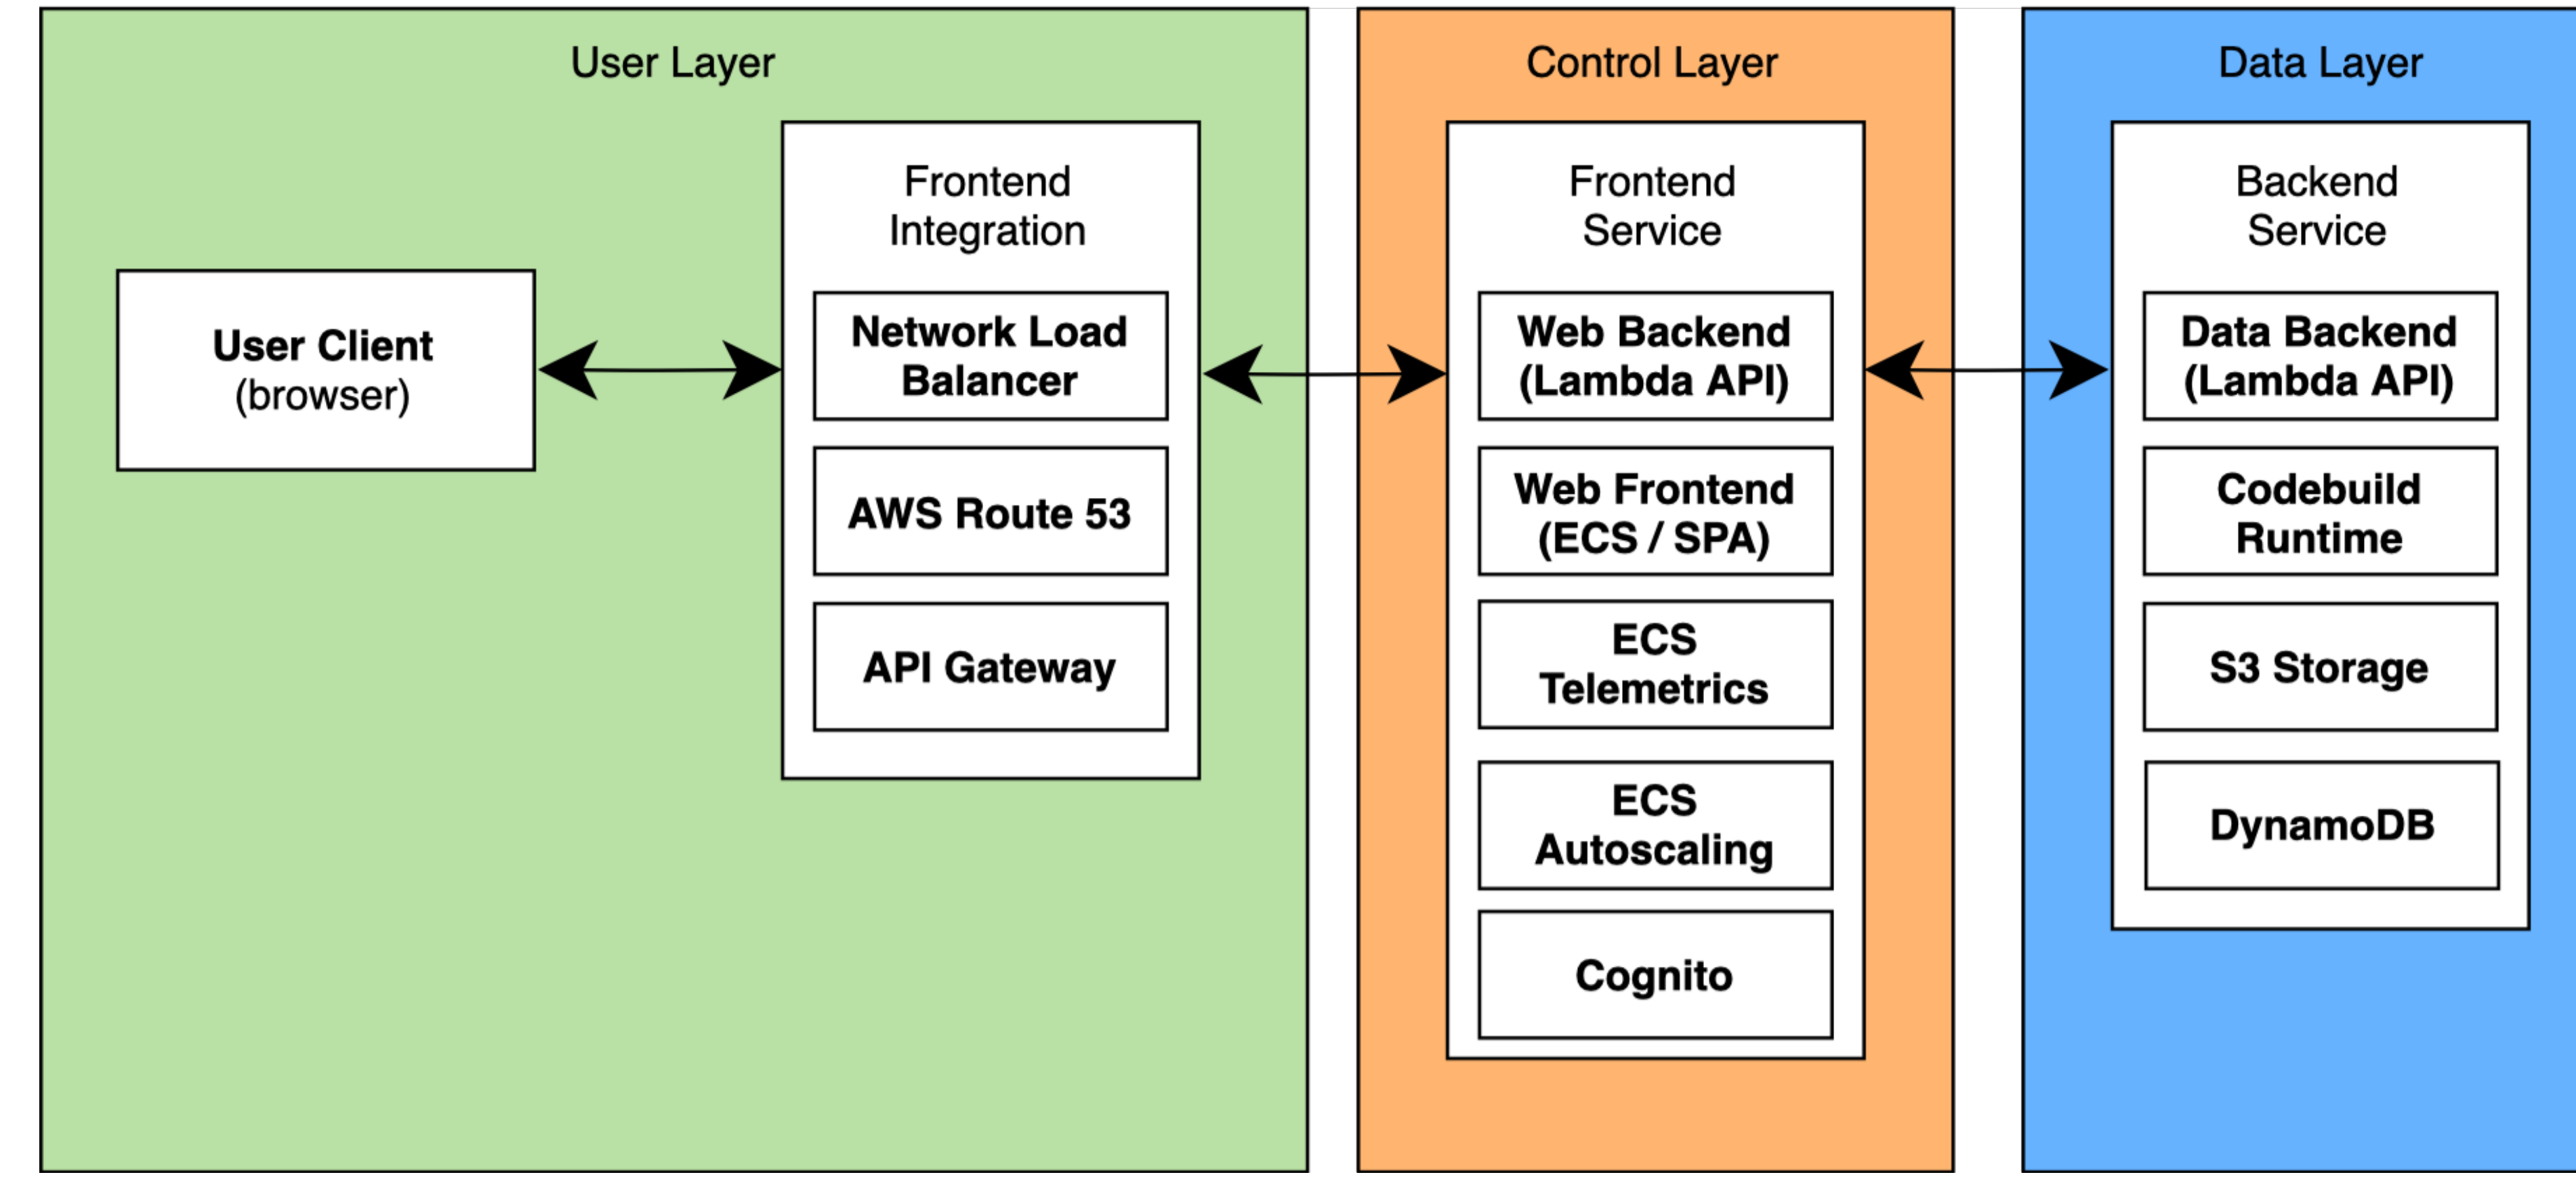 User Layer
User Client
(browser)
Frontend
Integration
Network Load
Balancer
AWS Route 53
API Gateway
Control Layer
Frontend
Service
Web Backend
(Lambda API)
Web Frontend
(ECS / SPA)
ECS
Telemetrics
ECS
Autoscaling
Cognito
Data Layer
Backend
Service
Data Backend
(Lambda API)
Codebuild
Runtime
S3 Storage
DynamoDB